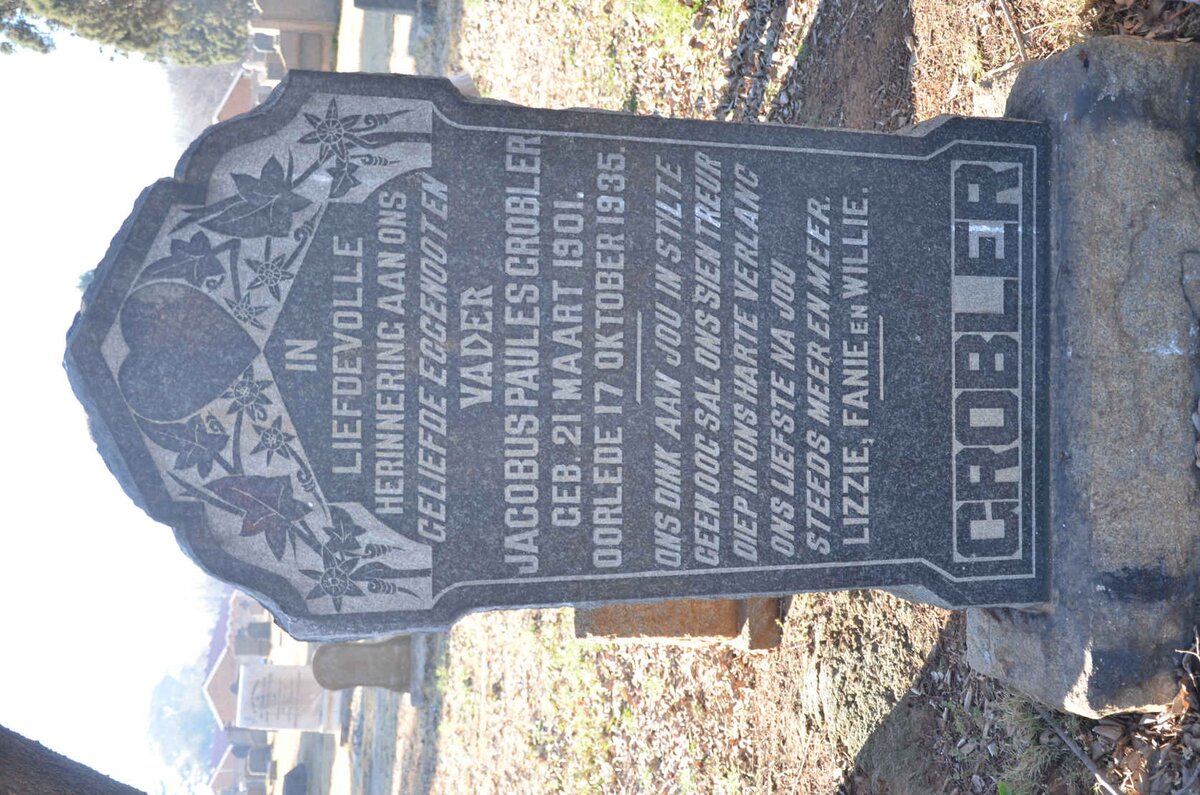 IN
LIEFDEVOLLE
HERINNERING AAN ONS
GELIEFDE EGGENOOT EN
VADER
JACOBUS PAULES GROBLER
GEB. 21 MAART 1901.
OORLEDE 17 OKTOBER 1935.
ONS DINK AAN JOU IN STILTE
GEEN OOG SAL ONS SIEN TREUR
DIEP IN ONS HARTE VERLANG
ONS LIEFSTE NA JOU
STEEDS MEER EN MEER.
LIZZIE, FANIE EN WILLIE.
GROBLER